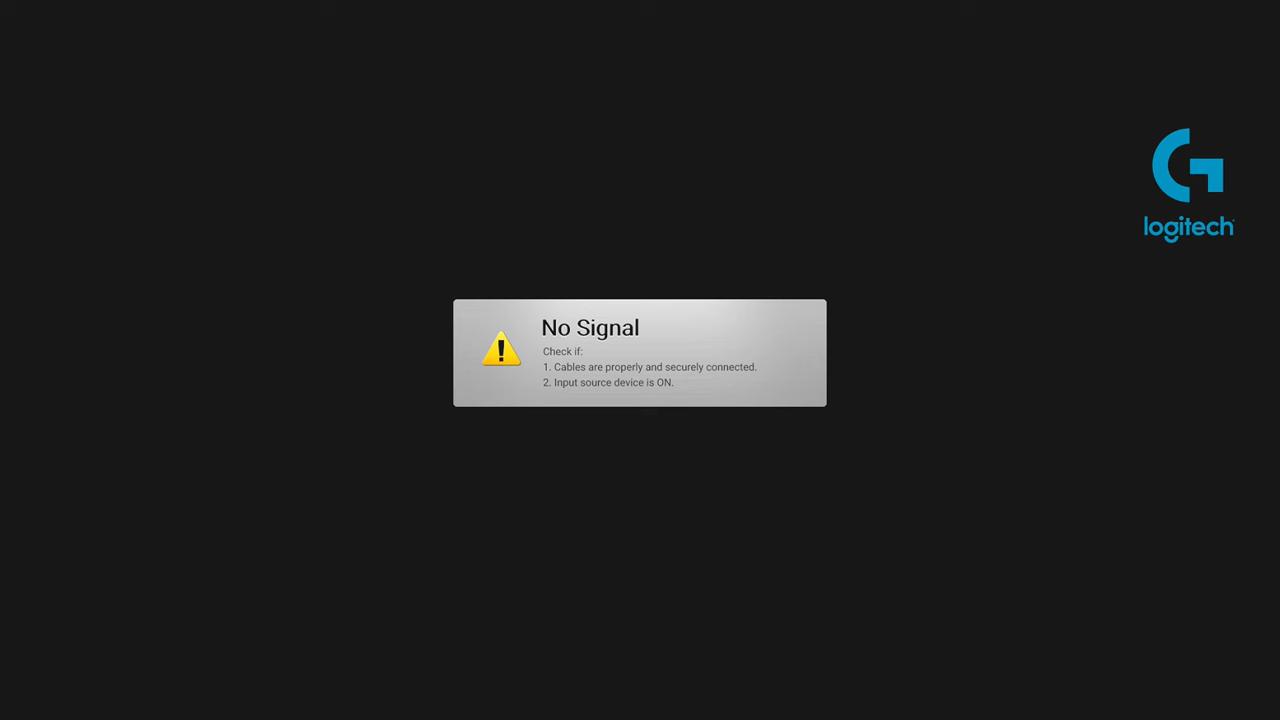 logitech
No Signal
Check if:
1. Cables are properly and securely connected.
2. Input source device is ON.